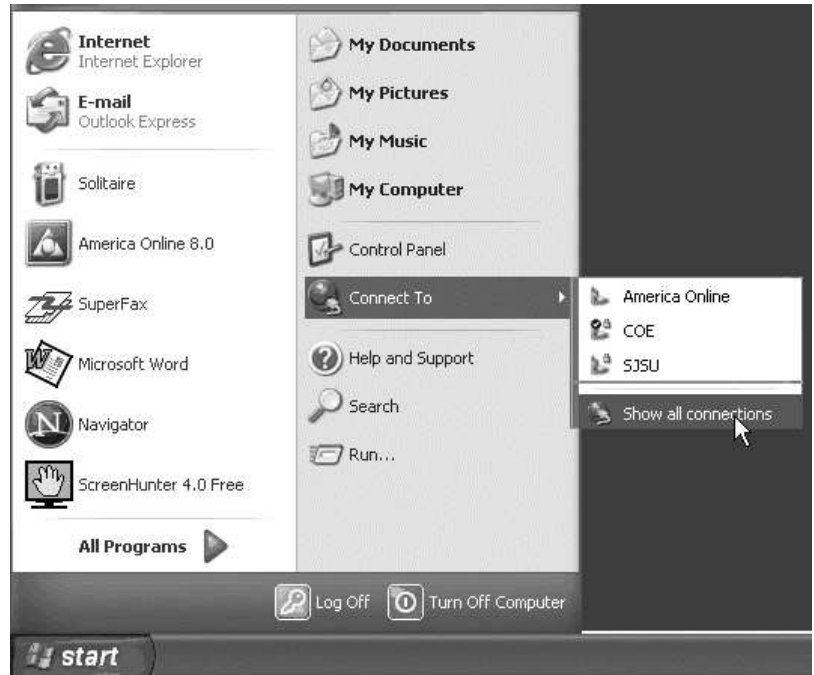 Internet
Internet Explorer
E-mail
Outlook Express
Solitaire
America Online 8.0
SuperFax
Microsoft Word
Navigator
ScreenHunter 4.0 Free
All Programs
My Documents
My Pictures
My Music
My Computer
Control Panel
Connect To
Help and Support
Search
Run...
America Online
COE
SJSU
Show all connections
Log Off
Turn Off Computer
start